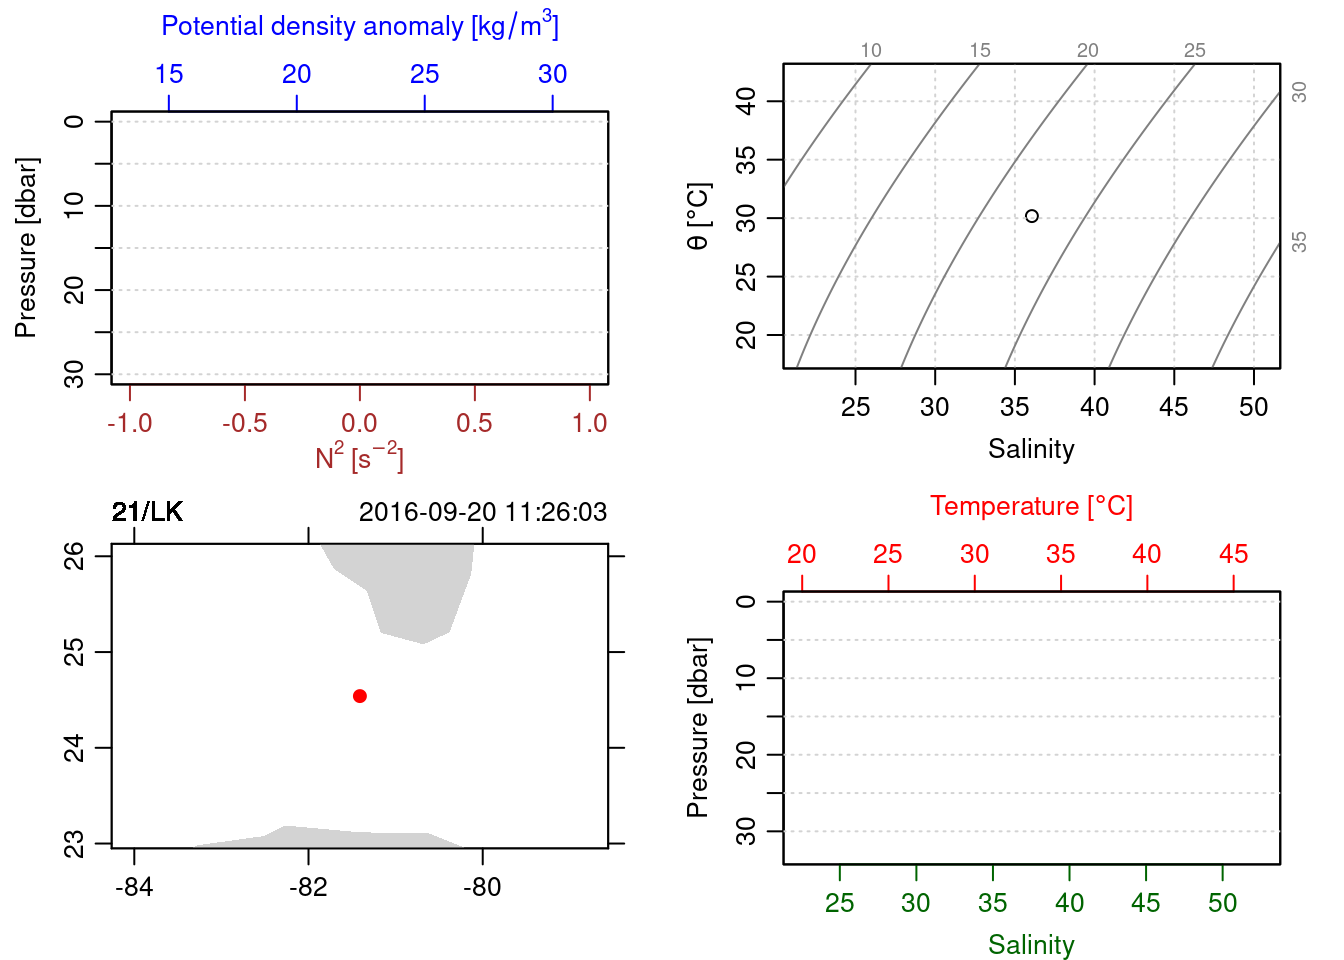 Potential density anomaly [kg/m³]
15 20 25 30
0
10
20
30
Pressure [dbar]
-1.0 -0.5 0.0 0.5 1.0
N² [s⁻²]
10 15 20 25
30
35
40
35
30
25
20
θ [°C]
25 30 35 40 45 50
Salinity
21/LK 2016-09-20 11:26:03
26
25
24
23
-84 -82 -80
Temperature [°C]
20 25 30 35 40 45
0
10
20
30
Pressure [dbar]
25 30 35 40 45 50
Salinity